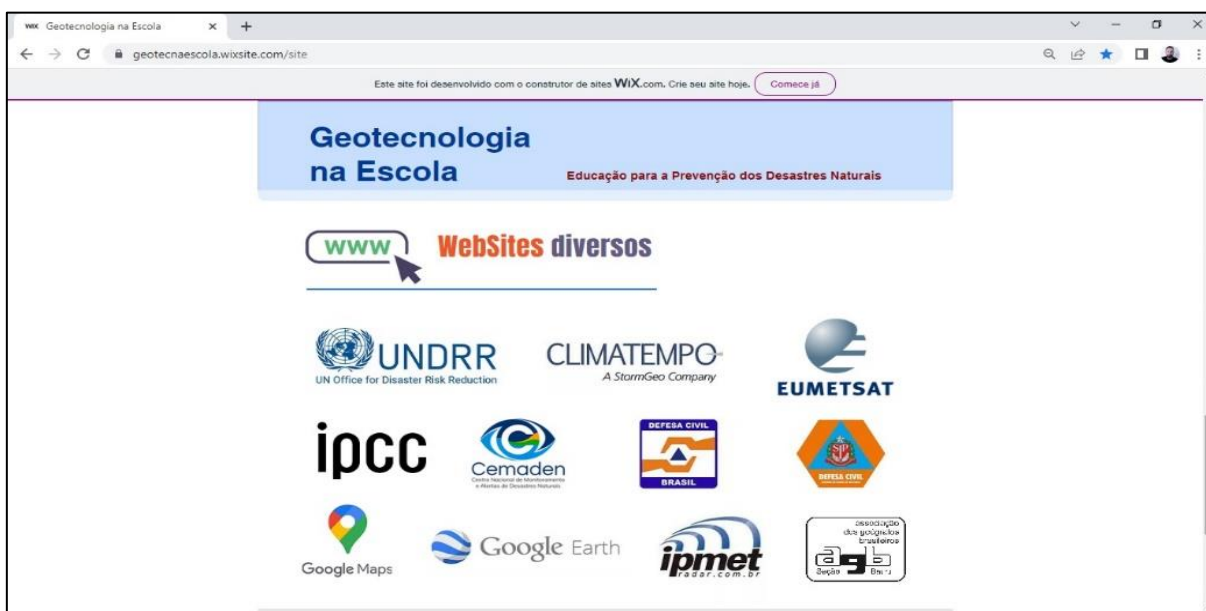 WiX Geotecnologia na Escola
geotecnaescola.wixsite.com/site
Este site foi desenvolvido com o construtor de sites WiX.com. Crie seu site hoje. Comece já
Geotecnologia
na Escola
Educação para a Prevenção dos Desastres Naturais
www WebSites diversos
UNDRR
UN Office for Disaster Risk Reduction
CLIMATEMPO
A StormGeo Company
EUMETSAT
ipcc
Cemaden
Centro Nacional de Monitoramento
e Alertas de Desastres Naturais
DEFESA CIVIL
BRASIL
DEFESA CIVIL
Google Maps
Google Earth
ipmet
radar.com.br
associação
dos geógrafos
brasileiros
agb
Seção Bauru